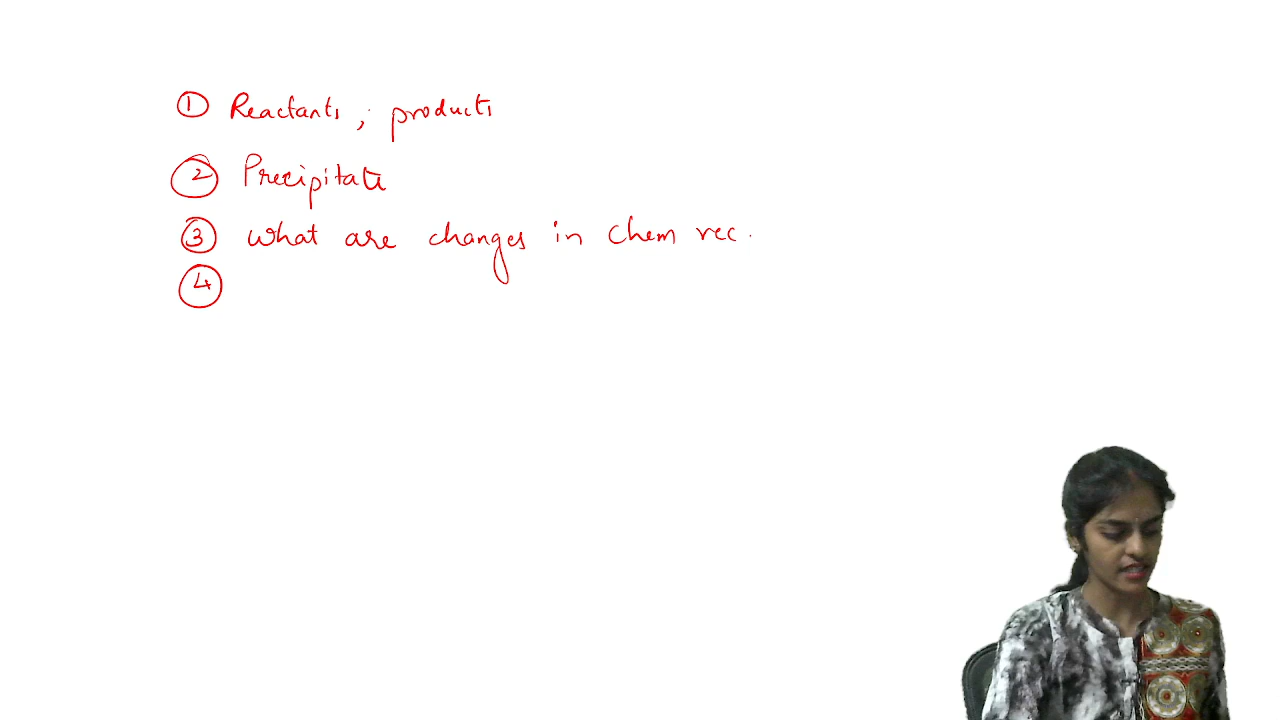 ① Reactants, products
② Precipitate
③ what are changes in chem rec.
④